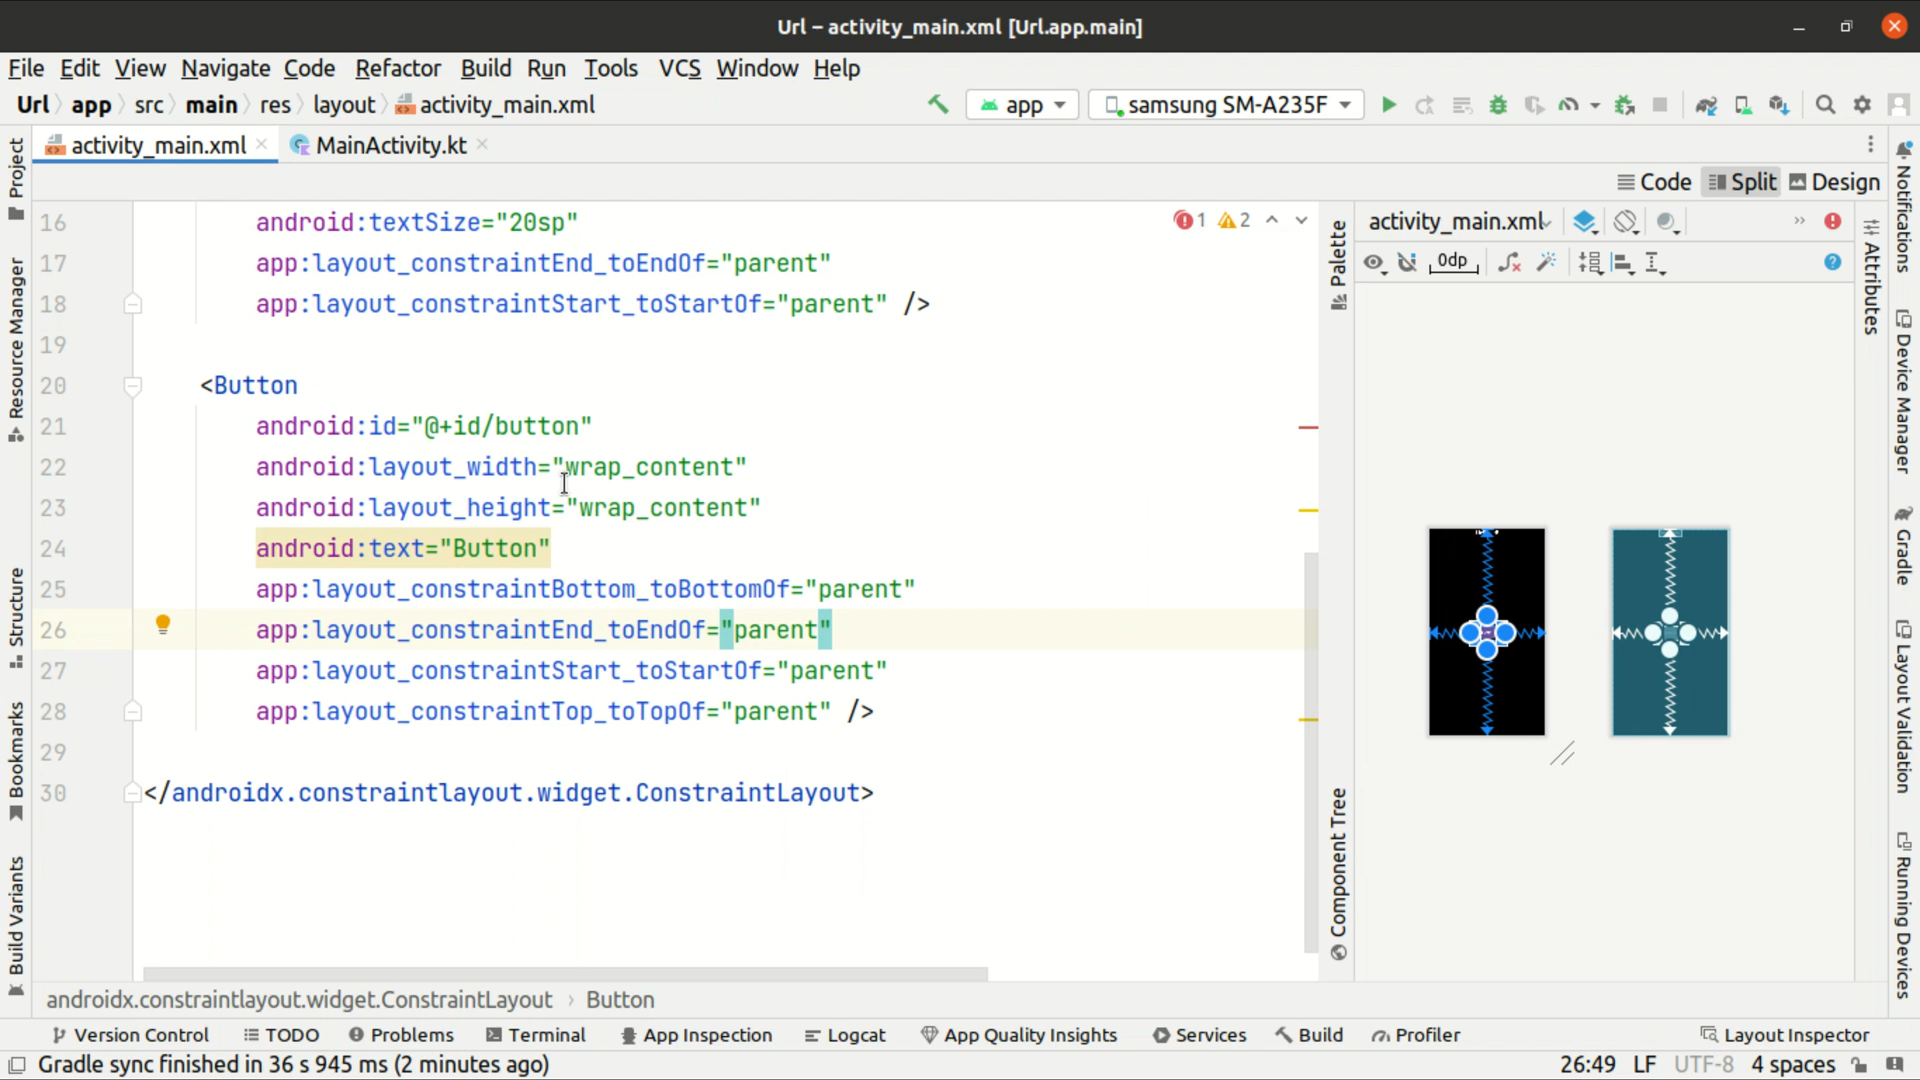 Url – activity_main.xml [Url.app.main]
File Edit View Navigate Code Refactor Build Run Tools VCS Window Help
Url app src main res layout activity_main.xml
app samsung SM-A235F
activity_main.xml MainActivity.kt
Code Split Design
Project
Resource Manager
Structure
Bookmarks
Build Variants
16 android:textSize="20sp"
17 app:layout_constraintEnd_toEndOf="parent"
18 app:layout_constraintStart_toStartOf="parent" />
19
20 <Button
21 android:id="@+id/button"
22 android:layout_width="wrap_content"
23 android:layout_height="wrap_content"
24 android:text="Button"
25 app:layout_constraintBottom_toBottomOf="parent"
26 app:layout_constraintEnd_toEndOf="parent"
27 app:layout_constraintStart_toStartOf="parent"
28 app:layout_constraintTop_toTopOf="parent" />
29
30 </androidx.constraintlayout.widget.ConstraintLayout>
1 2
Palette
Component Tree
activity_main.xml
0dp
Attributes
Notifications
Device Manager
Gradle
Layout Validation
Running Devices
androidx.constraintlayout.widget.ConstraintLayout › Button
Version Control TODO Problems Terminal App Inspection Logcat App Quality Insights Services Build Profiler Layout Inspector
Gradle sync finished in 36 s 945 ms (2 minutes ago) 26:49 LF UTF-8 4 spaces